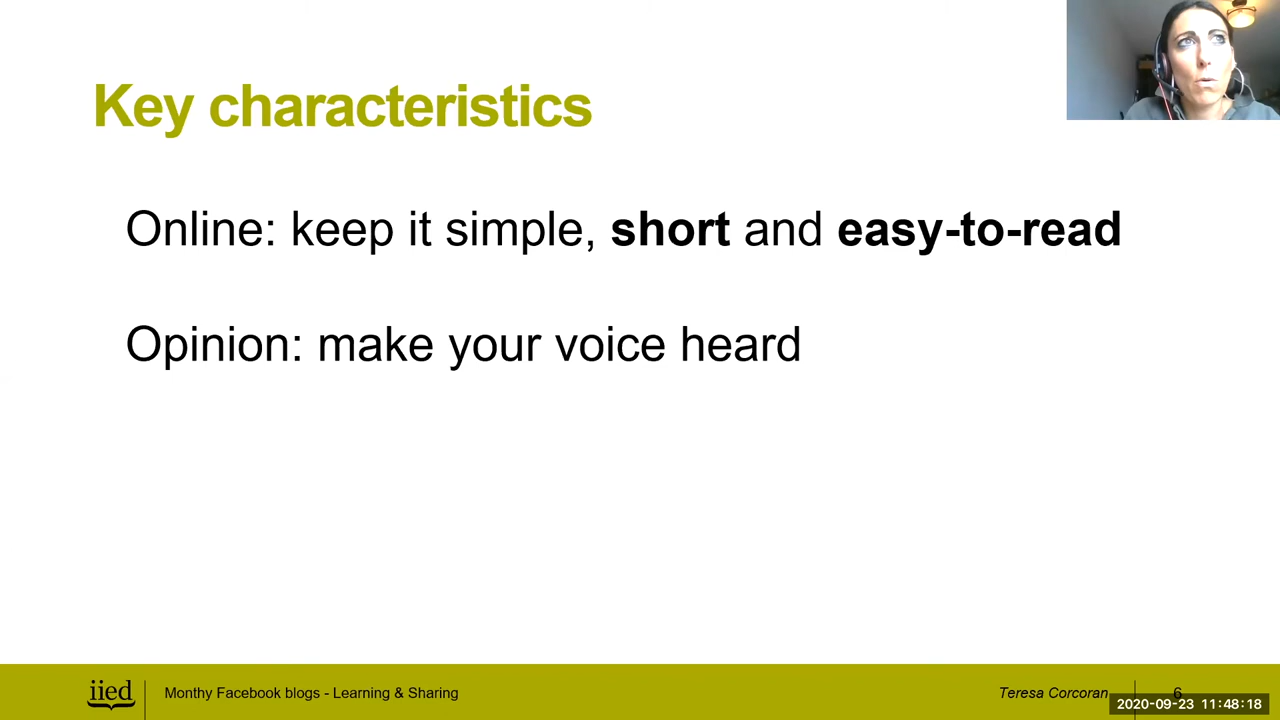 Key characteristics
Online: keep it simple, short and easy-to-read
Opinion: make your voice heard
iied
Monthy Facebook blogs - Learning & Sharing
Teresa Corcoran
6
2020-09-23 11:48:18